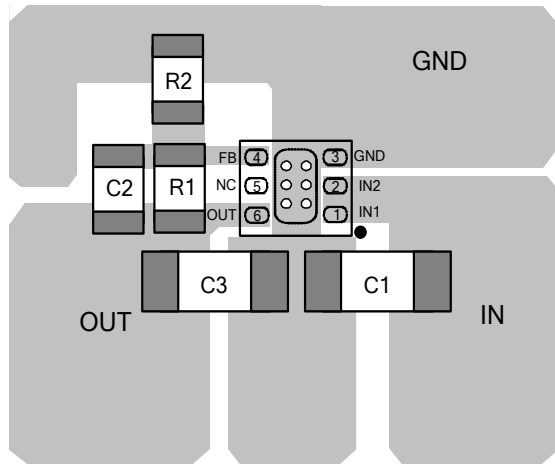 GND
R2
FB 4 3 GND
C2 R1 NC 5 2 IN2
OUT 6 1 IN1
C3 C1
OUT IN